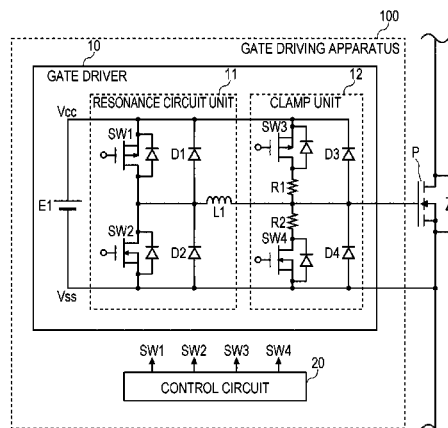 100
GATE DRIVING APPARATUS
10
GATE DRIVER
11
12
RESONANCE CIRCUIT UNIT
CLAMP UNIT
Vcc
SW1
D1
SW3
D3
P
R1
E1
L1
R2
SW2
D2
SW4
D4
Vss
SW1 SW2 SW3 SW4
20
CONTROL CIRCUIT